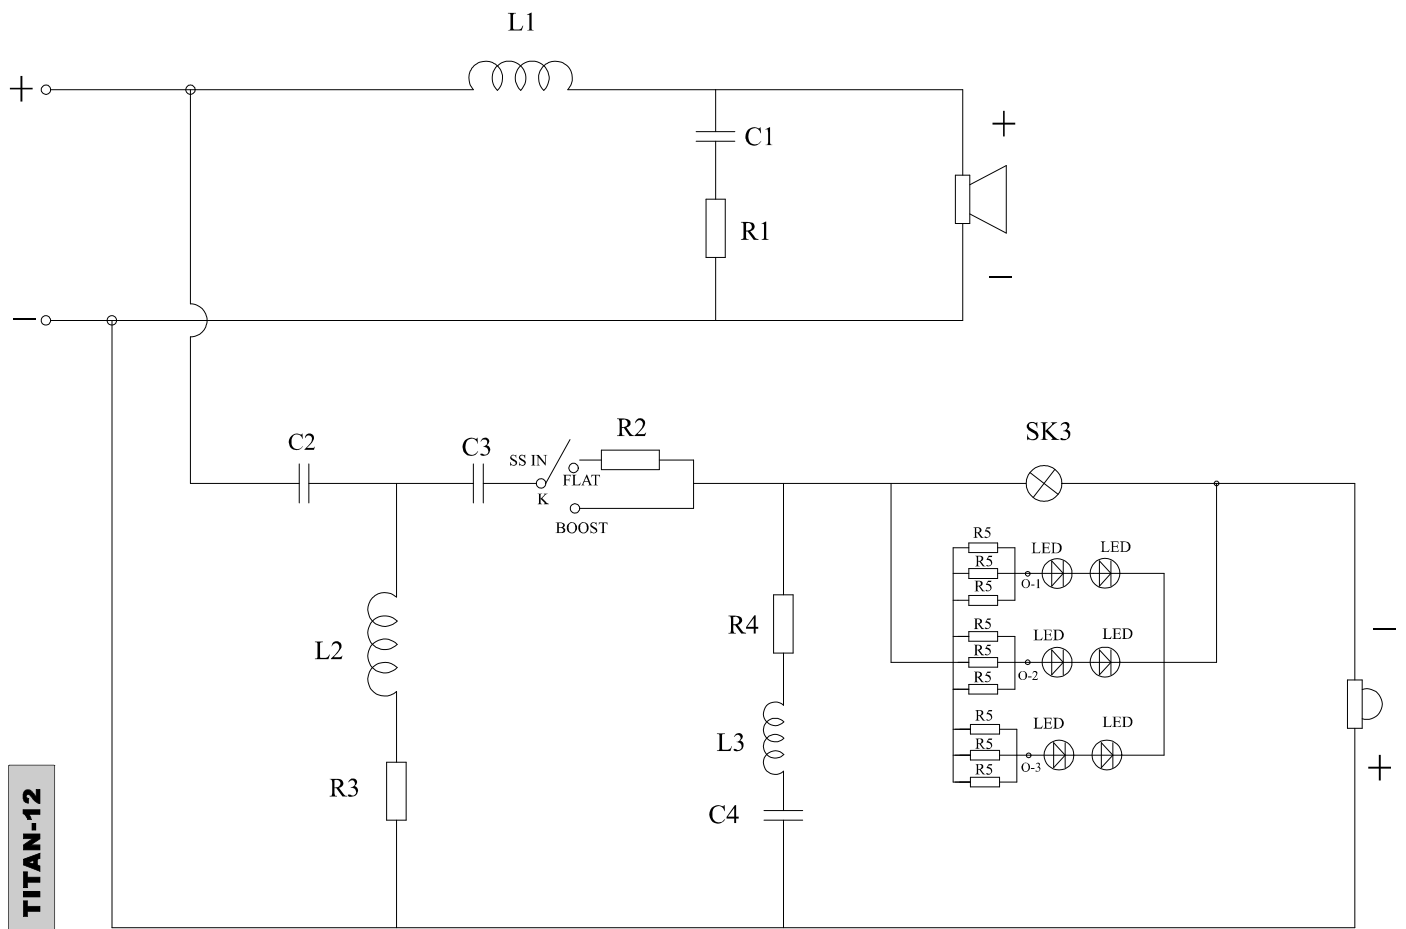 L1
+
+
C1
R1
−
−
C2
C3
SS IN
K
FLAT
BOOST
R2
SK3
R5
LED
LED
R5
O-1
R5
R5
LED
LED
R4
R5
O-2
R5
L2
−
R5
LED
LED
L3
R5
O-3
R5
+
R3
C4
TITAN-12